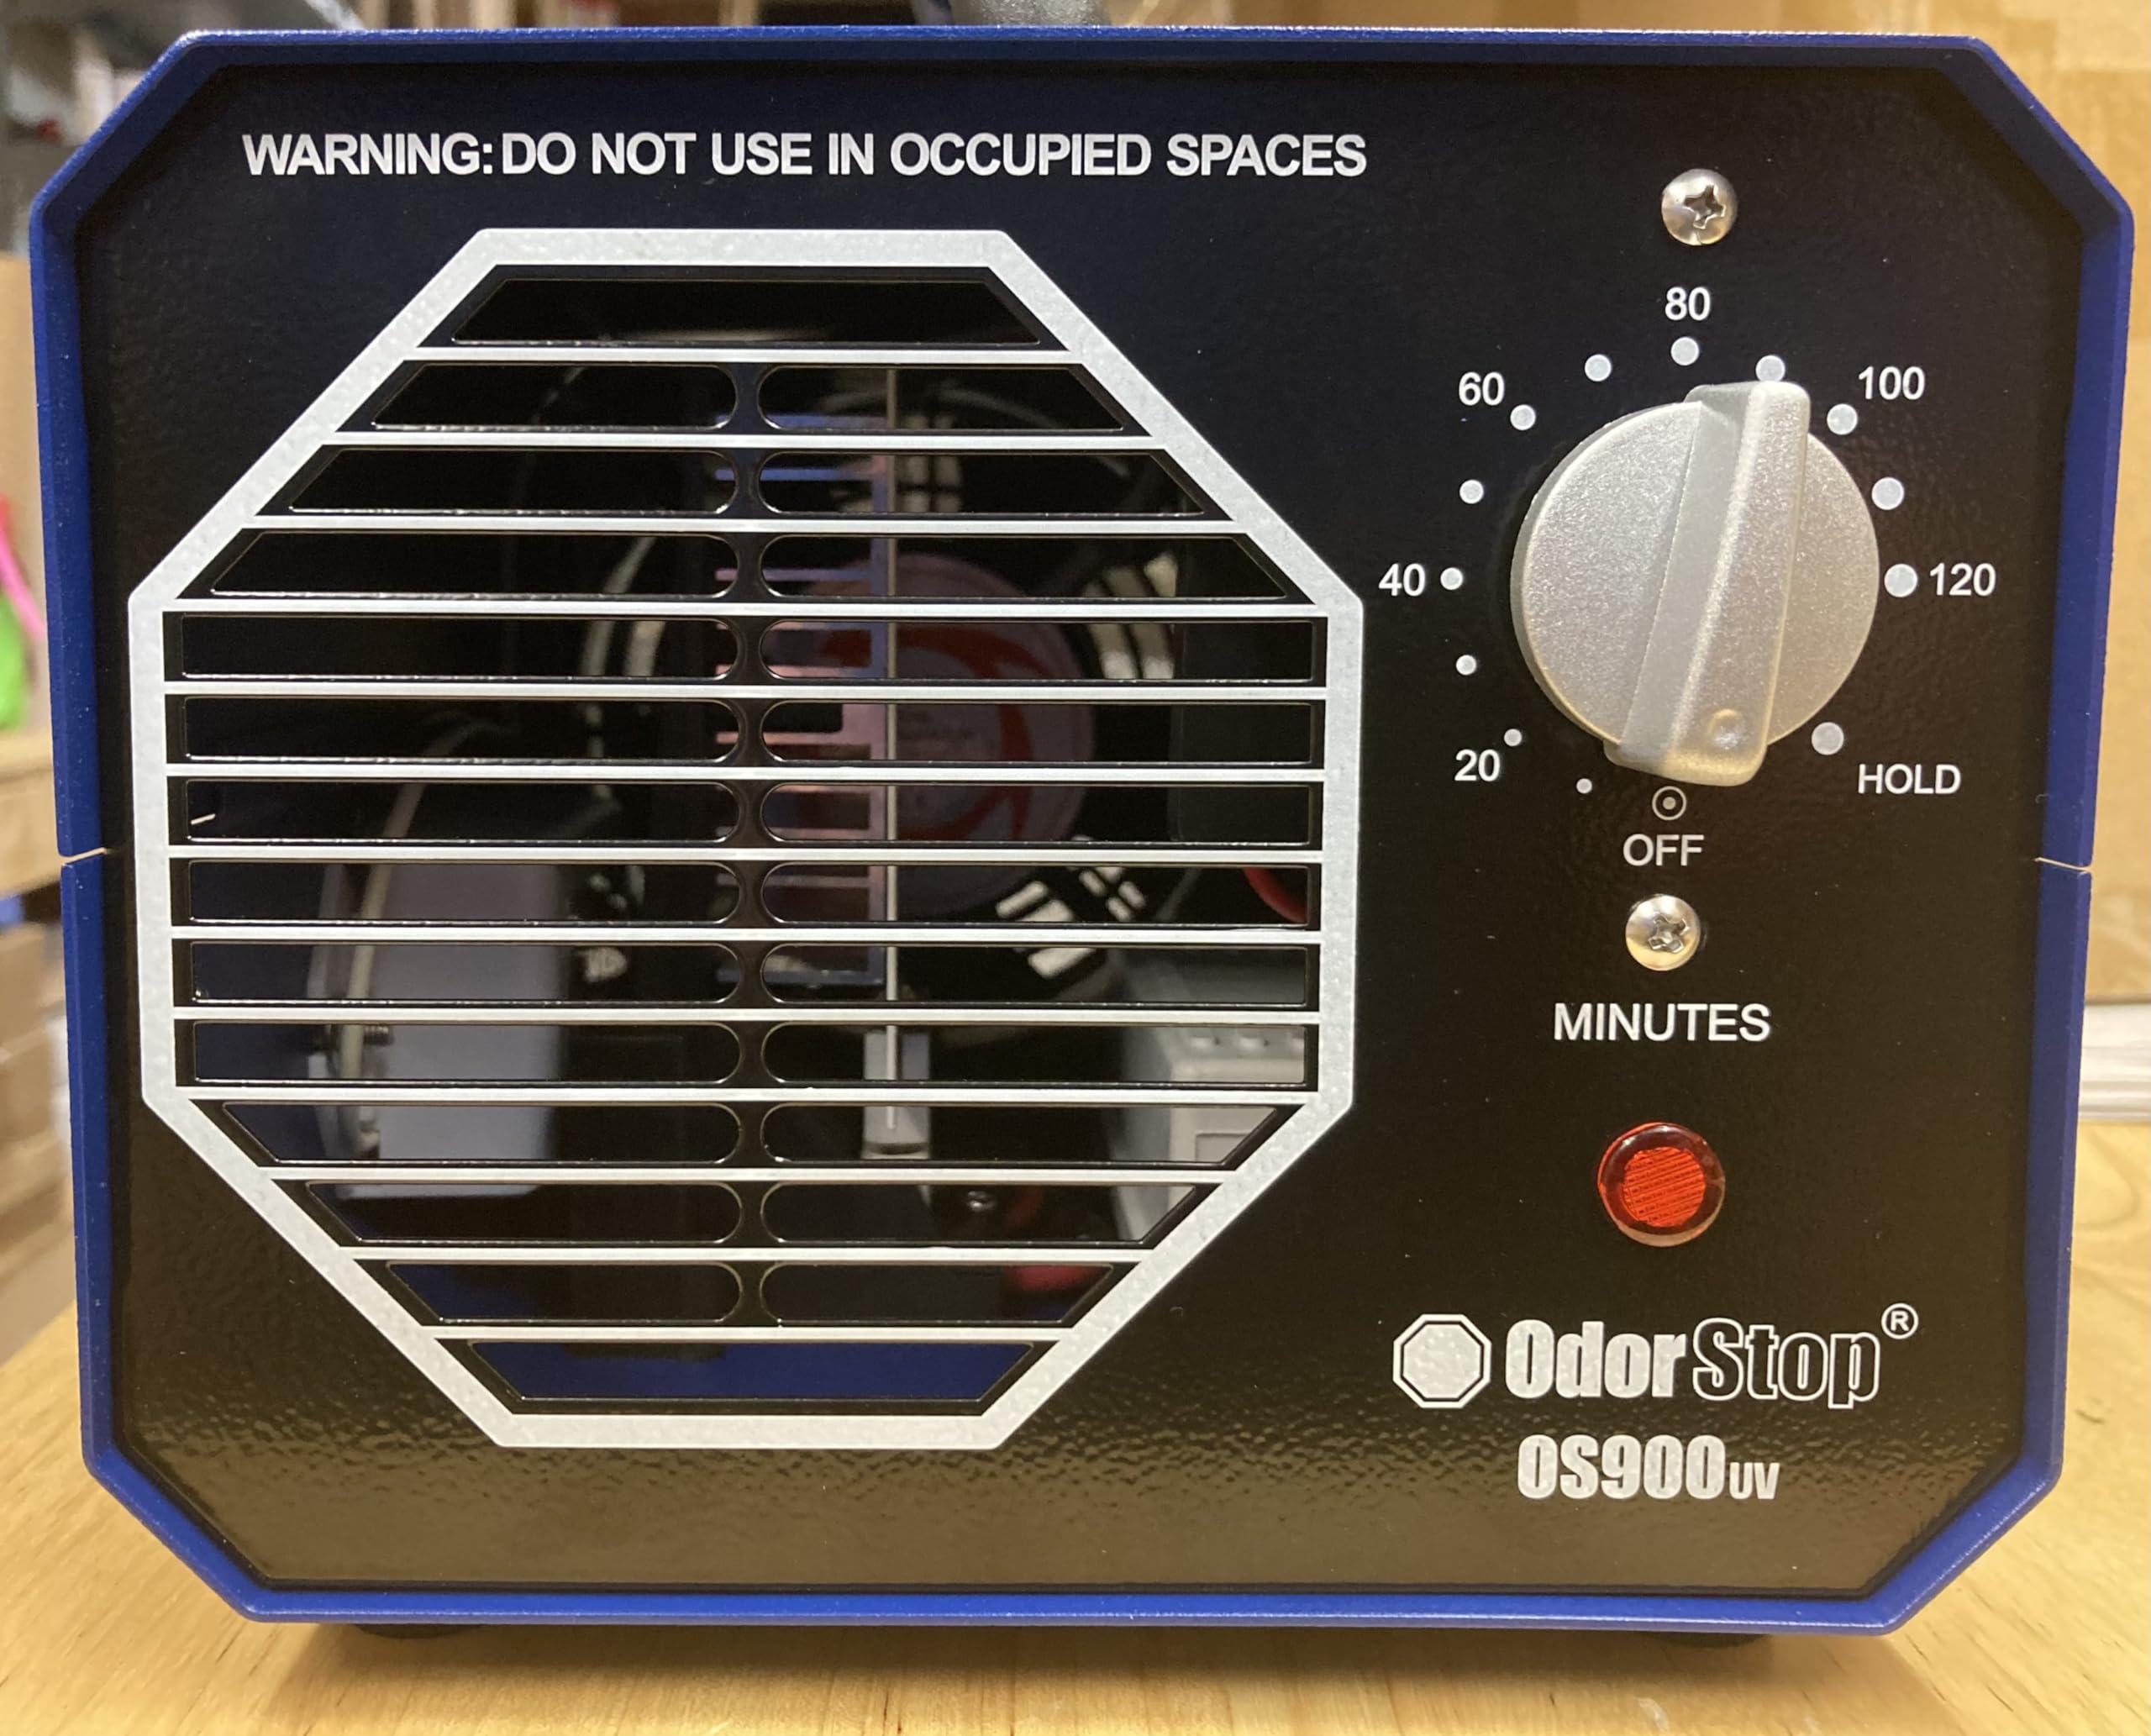 WARNING: DO NOT USE IN OCCUPIED SPACES
80
60
100
40
120
20
HOLD
OFF
MINUTES
OdorStop®
OS900UV